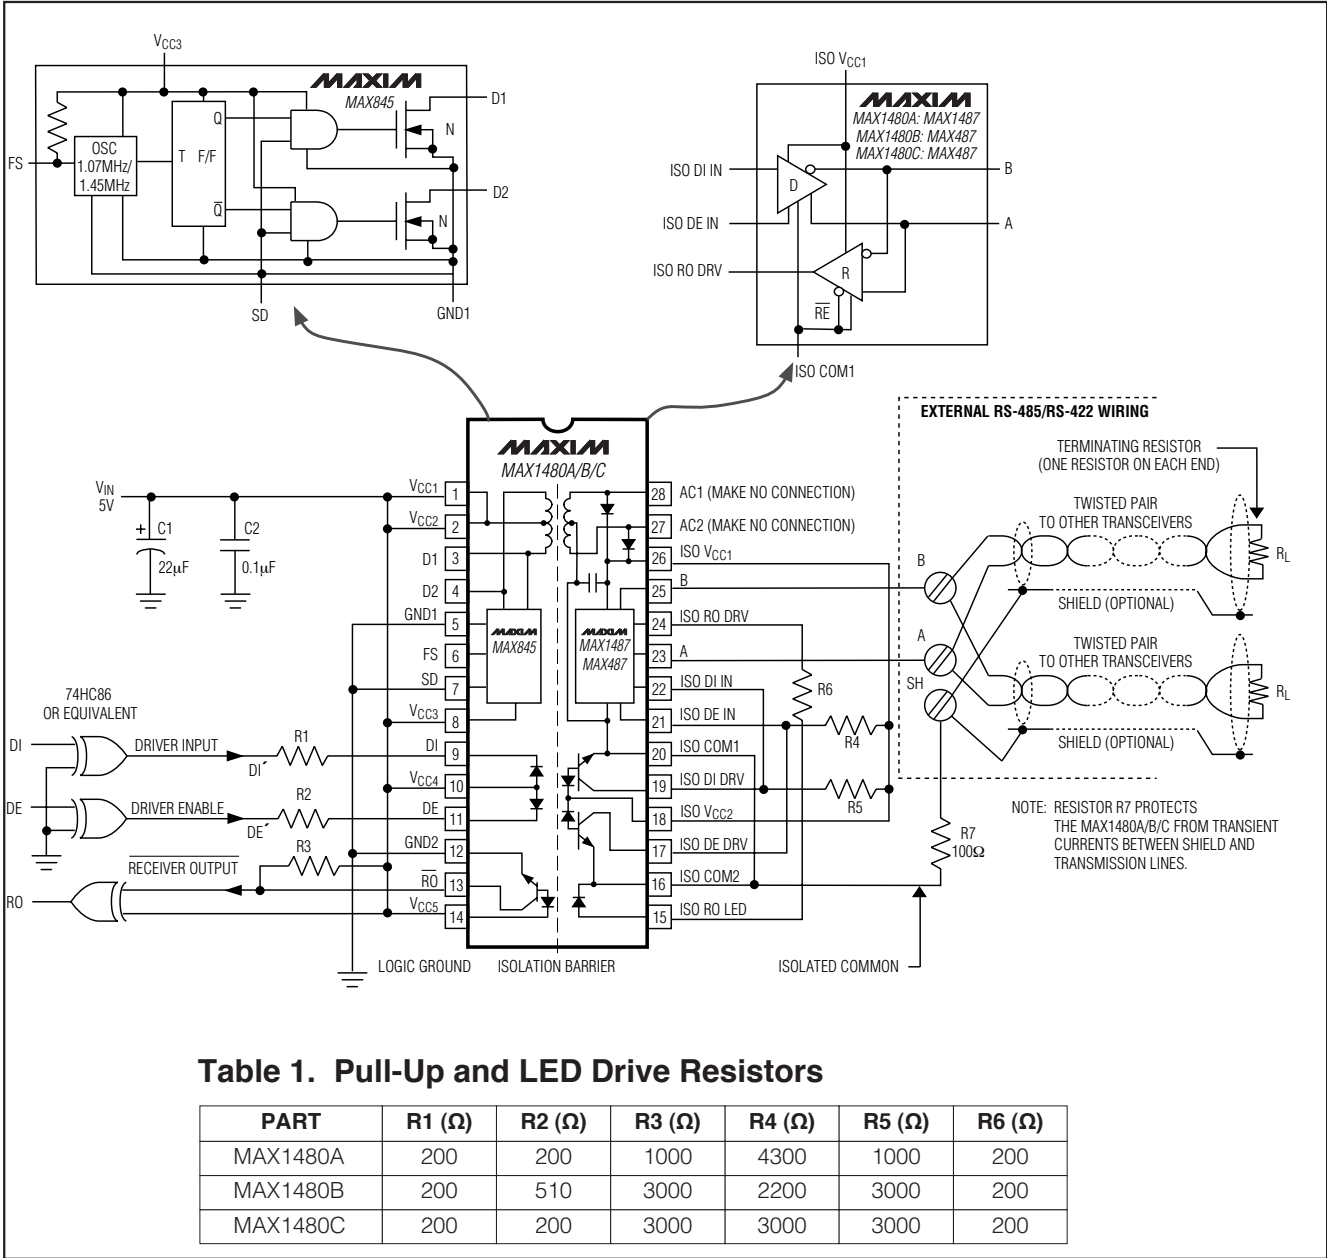 VCC3
MAXIM
MAX845
D1
Q
N
OSC
1.07MHz/
1.45MHz
T F/F
FS
D2
Q̅
N
SD
GND1
ISO VCC1
MAXIM
MAX1480A: MAX1487
MAX1480B: MAX487
MAX1480C: MAX487
ISO DI IN
B
D
ISO DE IN
A
ISO RO DRV
R
R̅E̅
ISO COM1
EXTERNAL RS-485/RS-422 WIRING
TERMINATING RESISTOR
(ONE RESISTOR ON EACH END)
MAXIM
MAX1480A/B/C
VIN
5V
+ C1
22µF
C2
0.1µF
VCC1 1
VCC2 2
D1 3
D2 4
GND1 5
FS 6
SD 7
VCC3 8
DI 9
VCC4 10
DE 11
GND2 12
R̅O̅ 13
VCC5 14
MAXIM
MAX845
MAXIM
MAX1487
MAX487
28 AC1 (MAKE NO CONNECTION)
27 AC2 (MAKE NO CONNECTION)
26 ISO VCC1
25 B
24 ISO RO DRV
23 A
22 ISO DI IN
21 ISO DE IN
20 ISO COM1
19 ISO DI DRV
18 ISO VCC2
17 ISO DE DRV
16 ISO COM2
15 ISO RO LED
R6
R4
R5
TWISTED PAIR
TO OTHER TRANSCEIVERS
RL
B
SHIELD (OPTIONAL)
A
TWISTED PAIR
TO OTHER TRANSCEIVERS
SH
RL
SHIELD (OPTIONAL)
R7
100Ω
NOTE: RESISTOR R7 PROTECTS
THE MAX1480A/B/C FROM TRANSIENT
CURRENTS BETWEEN SHIELD AND
TRANSMISSION LINES.
74HC86
OR EQUIVALENT
DI
DRIVER INPUT
DI´
R1
DE
DRIVER ENABLE
DE´
R2
R̅E̅C̅E̅I̅V̅E̅R̅ O̅U̅T̅P̅U̅T̅
R3
RO
LOGIC GROUND
ISOLATION BARRIER
ISOLATED COMMON
Table 1. Pull-Up and LED Drive Resistors
PART R1 (Ω) R2 (Ω) R3 (Ω) R4 (Ω) R5 (Ω) R6 (Ω)
MAX1480A 200 200 1000 4300 1000 200
MAX1480B 200 510 3000 2200 3000 200
MAX1480C 200 200 3000 3000 3000 200